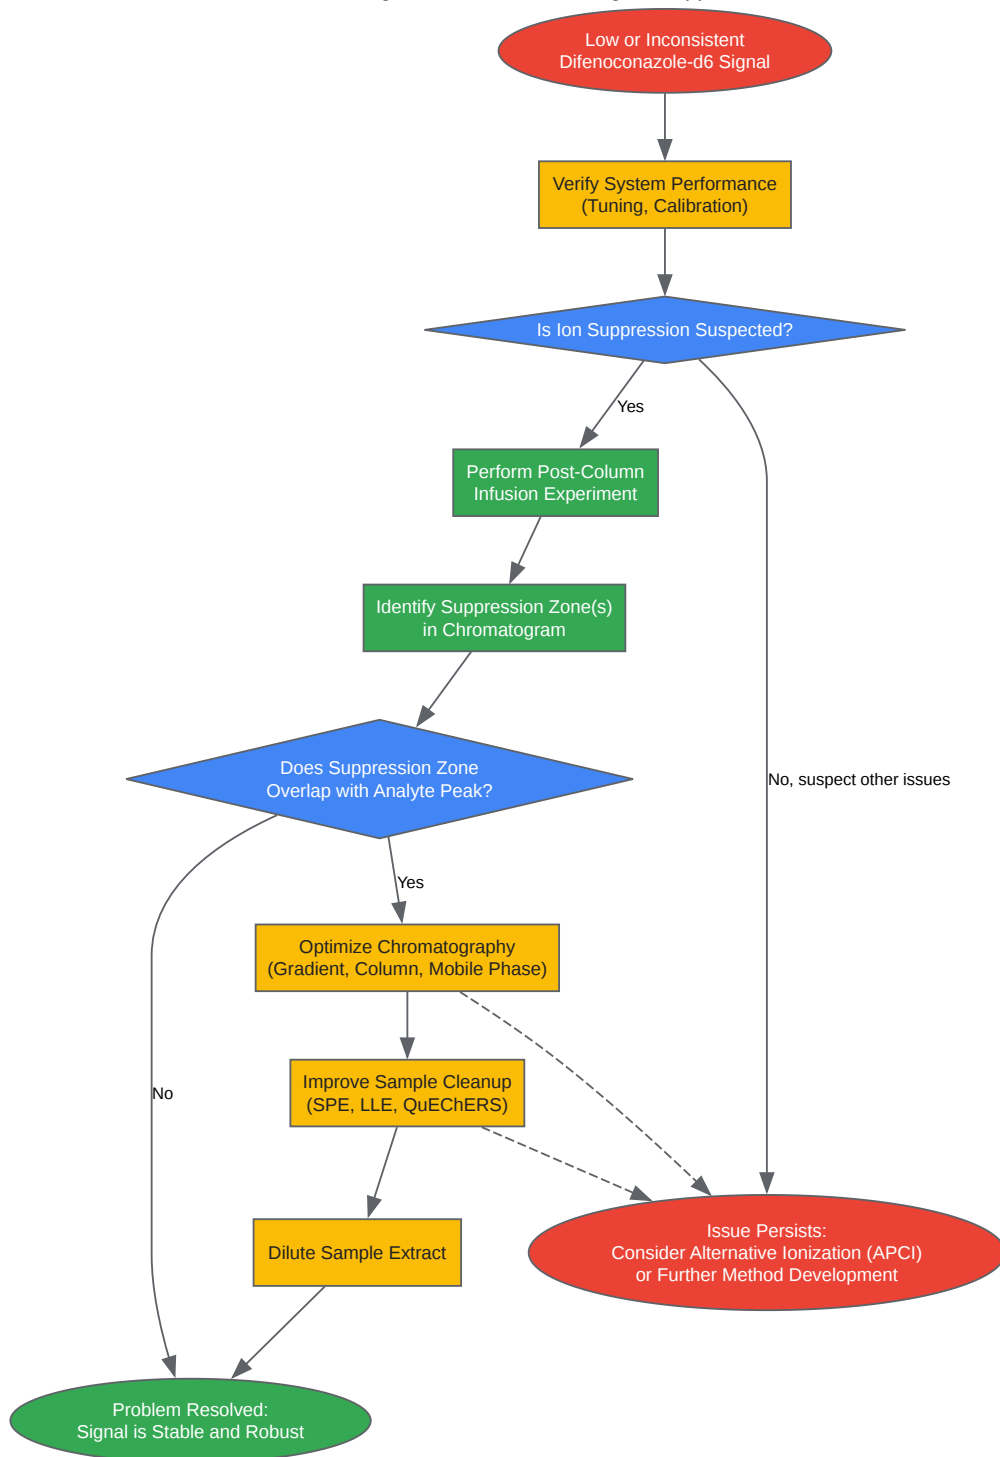 Low or Inconsistent
Difenoconazole-d6 Signal
Verify System Performance
(Tuning, Calibration)
Is Ion Suppression Suspected?
Yes
Perform Post-Column
Infusion Experiment
Identify Suppression Zone(s)
in Chromatogram
Does Suppression Zone
Overlap with Analyte Peak?
No, suspect other issues
Yes
Optimize Chromatography
(Gradient, Column, Mobile Phase)
Improve Sample Cleanup
(SPE, LLE, QuEChERS)
No
Dilute Sample Extract
Issue Persists:
Consider Alternative Ionization (APCI)
or Further Method Development
Problem Resolved:
Signal is Stable and Robust